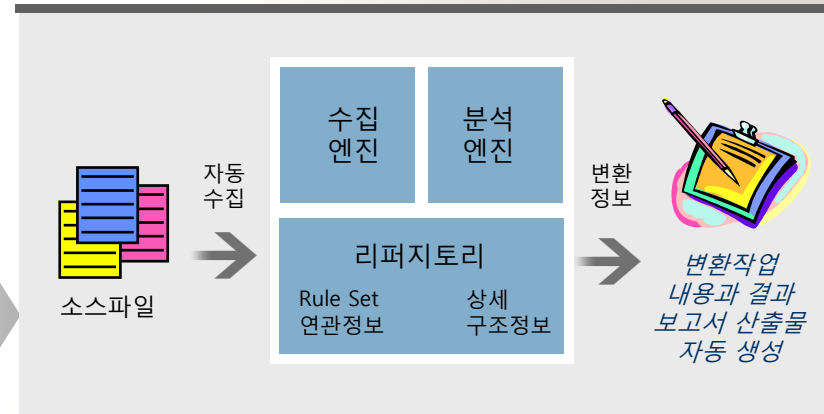 소스파일
자동
수집
수집
엔진
분석
엔진
리퍼지토리
Rule Set
연관정보
상세
구조정보
변환
정보
변환작업
내용과 결과
보고서 산출물
자동 생성